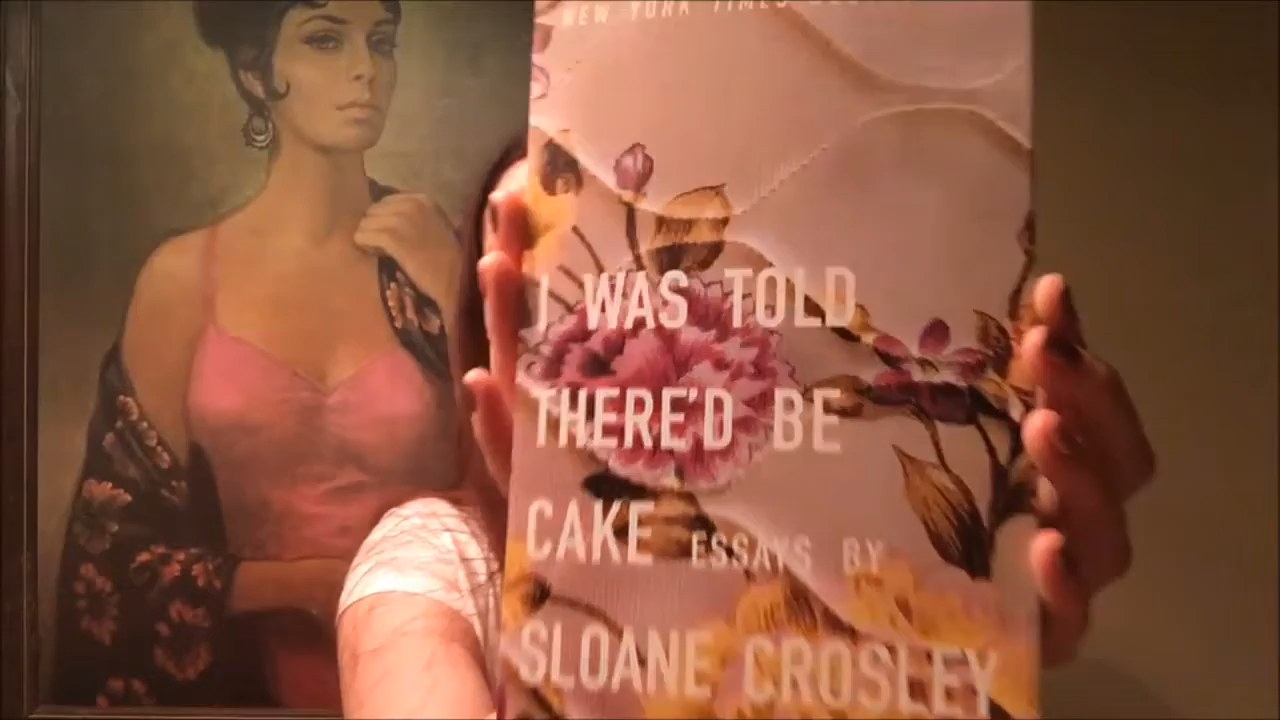 NEW YORK TIMES
I WAS TOLD
THERE'D BE
CAKE ESSAYS BY
SLOANE CROSLEY